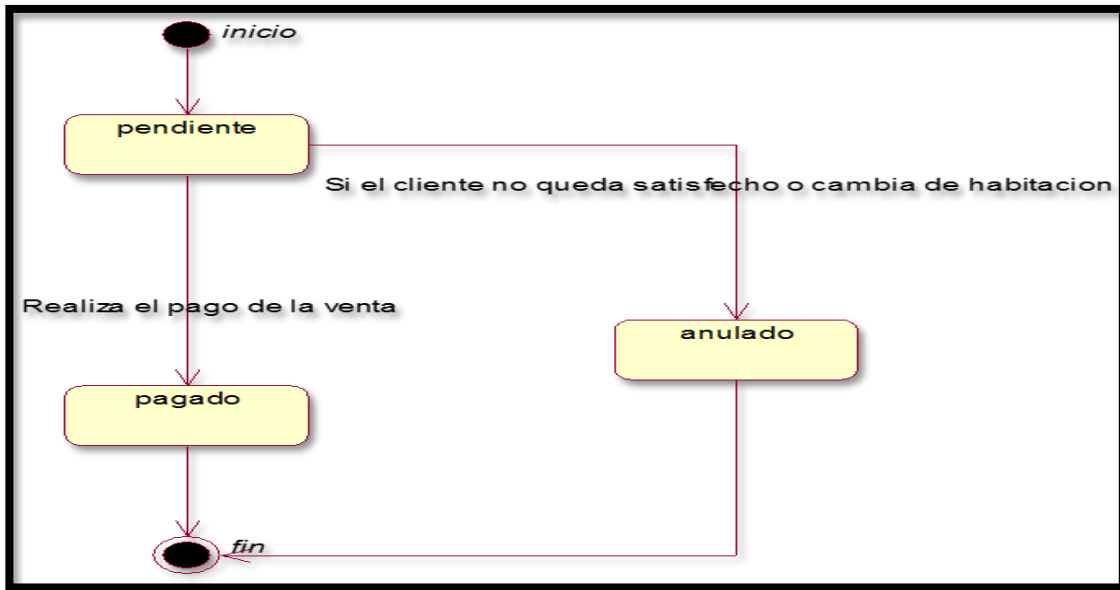 inicio
pendiente
Si el cliente no queda satisfecho o cambia de habitacion
Realiza el pago de la venta
anulado
pagado
fin